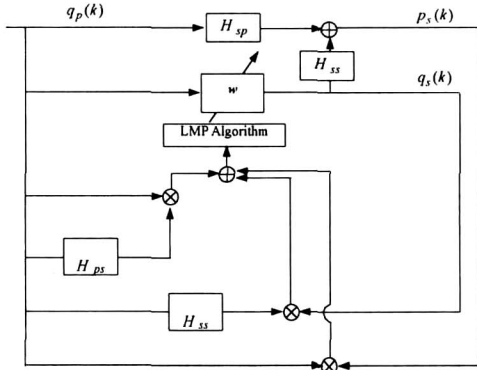 q_p(k)
H_sp
p_s(k)
H_ss
w
q_s(k)
LMP Algorithm
H_ps
H_ss